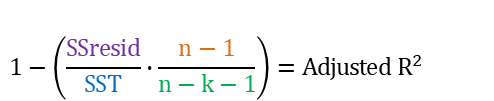 1 − (SSresid/SST · n − 1/n − k − 1) = Adjusted R²